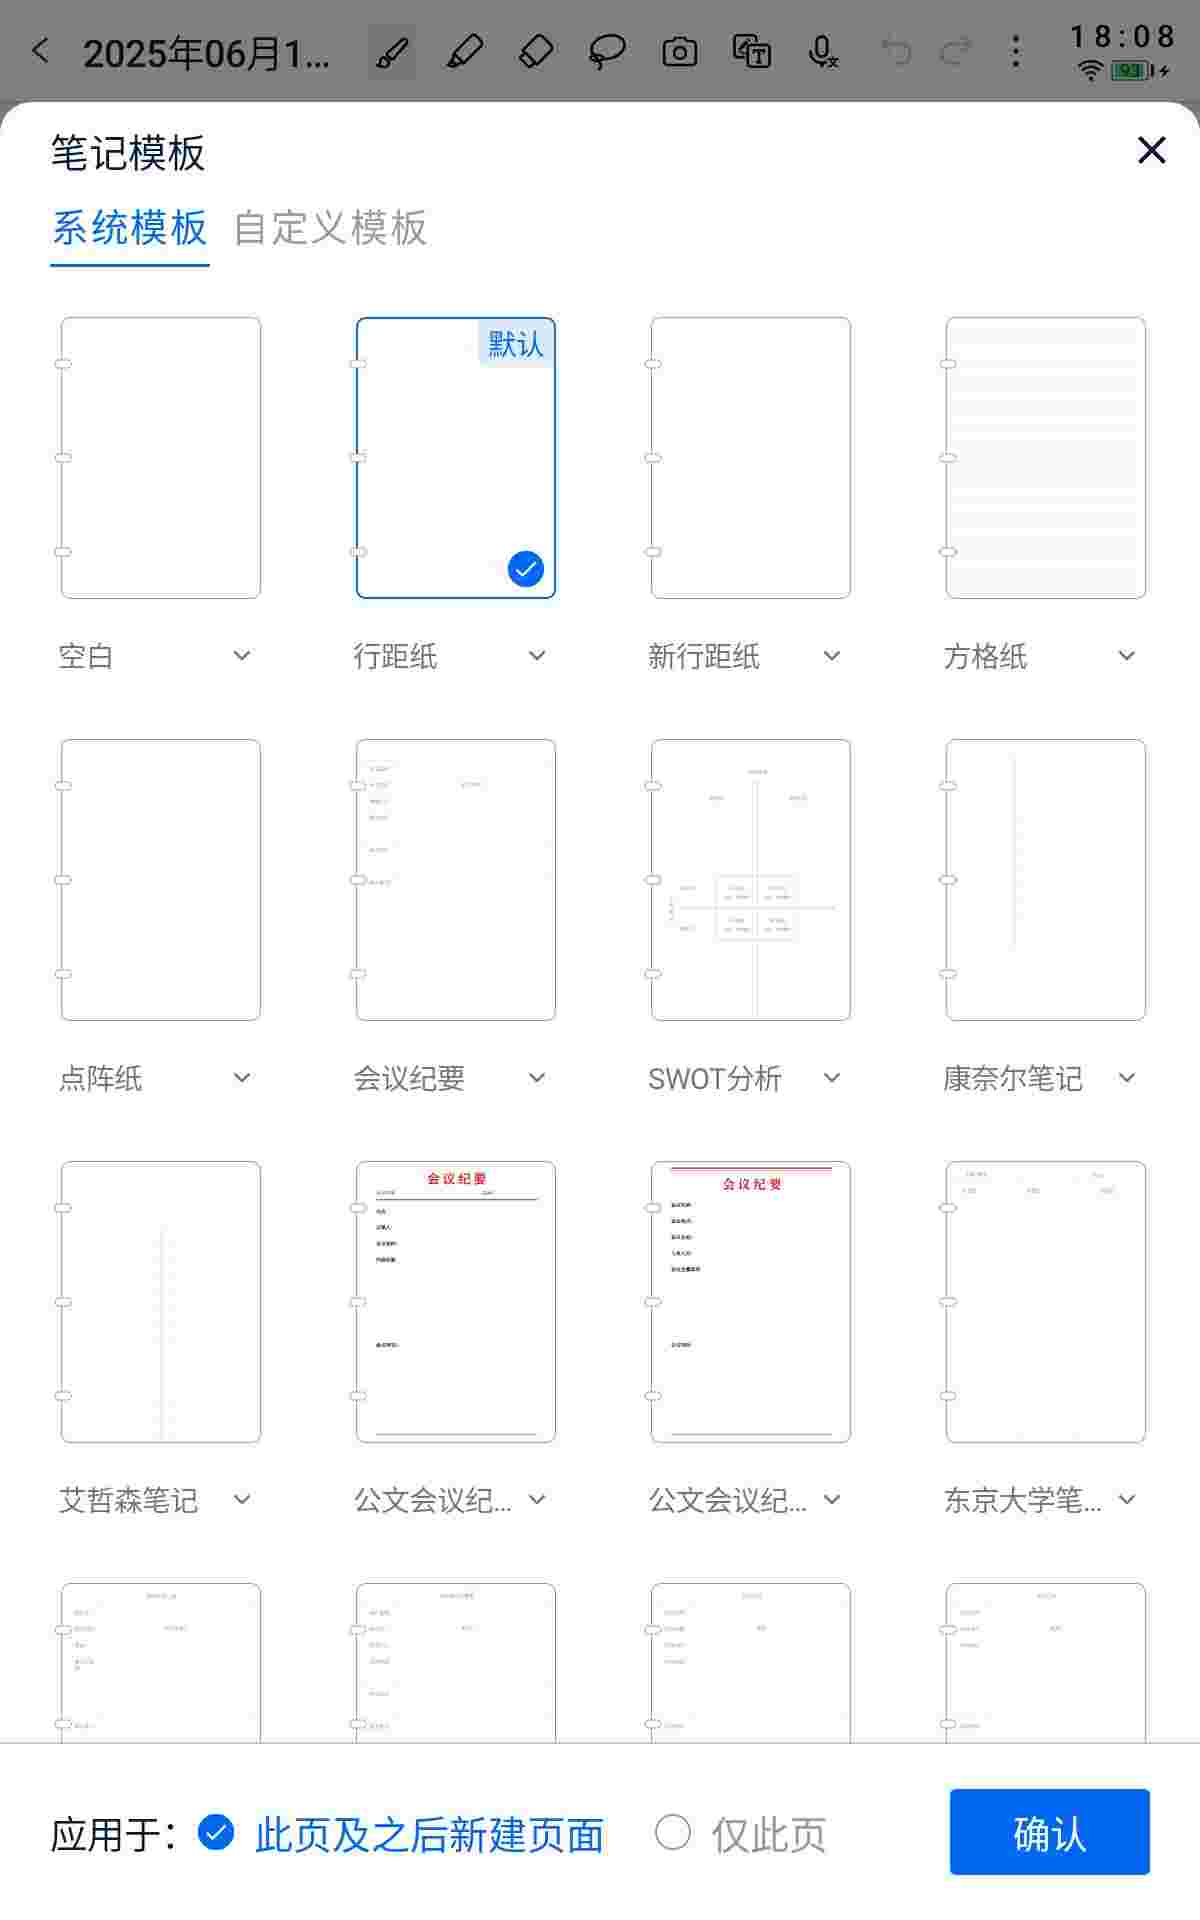 2025年06月1...
18:08
93
笔记模板
系统模板 自定义模板
默认
空白 行距纸 新行距纸 方格纸
点阵纸 会议纪要 SWOT分析 康奈尔笔记
会议纪要
会议纪要
艾哲森笔记 公文会议纪... 公文会议纪... 东京大学笔...
应用于： 此页及之后新建页面 仅此页 确认